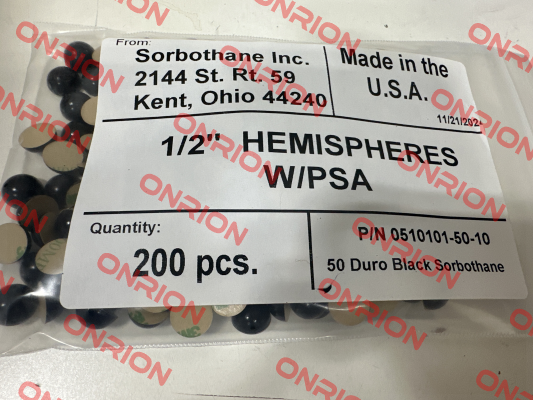 From:
Sorbothane Inc.
2144 St. Rt. 59
Kent, Ohio 44240
Made in the
U.S.A.
11/21/202
1/2" HEMISPHERES
W/PSA
Quantity:
200 pcs.
P/N 0510101-50-10
50 Duro Black Sorbothane
ONRION